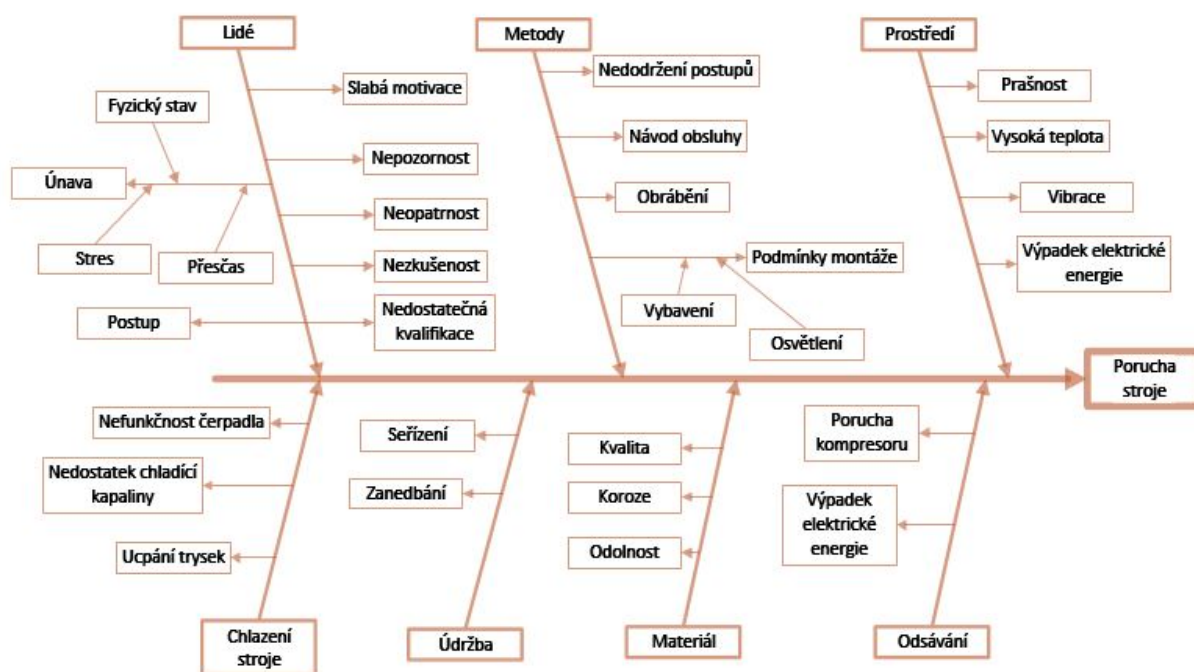 Lidé
Metody
Prostředí
Slabá motivace
Fyzický stav
Nepozornost
Únava
Neopatrnost
Stres
Přesčas
Nezkušenost
Postup
Nedostatečná
kvalifikace
Nedodržení postupů
Návod obsluhy
Obrábění
Podmínky montáže
Vybavení
Osvětlení
Prašnost
Vysoká teplota
Vibrace
Výpadek elektrické
energie
Porucha
stroje
Nefunkčnost čerpadla
Nedostatek chladící
kapaliny
Ucpání trysek
Seřízení
Zanedbání
Kvalita
Koroze
Odolnost
Porucha
kompresoru
Výpadek
elektrické
energie
Chlazení
stroje
Údržba
Materiál
Odsávání